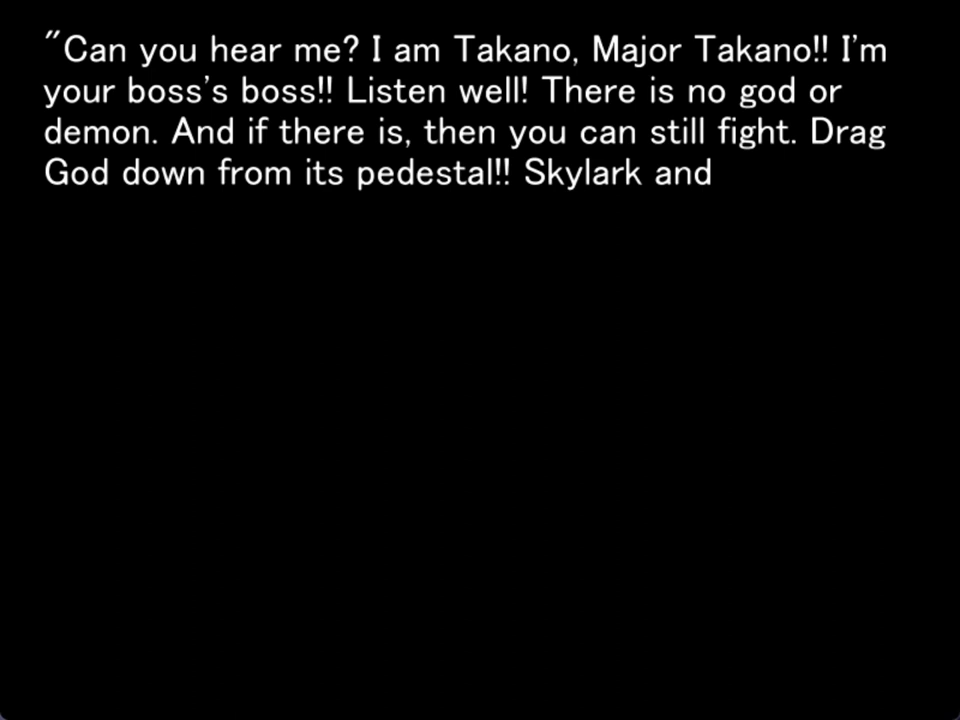 "Can you hear me? I am Takano, Major Takano!! I'm
your boss's boss!! Listen well! There is no god or
demon. And if there is, then you can still fight. Drag
God down from its pedestal!! Skylark and